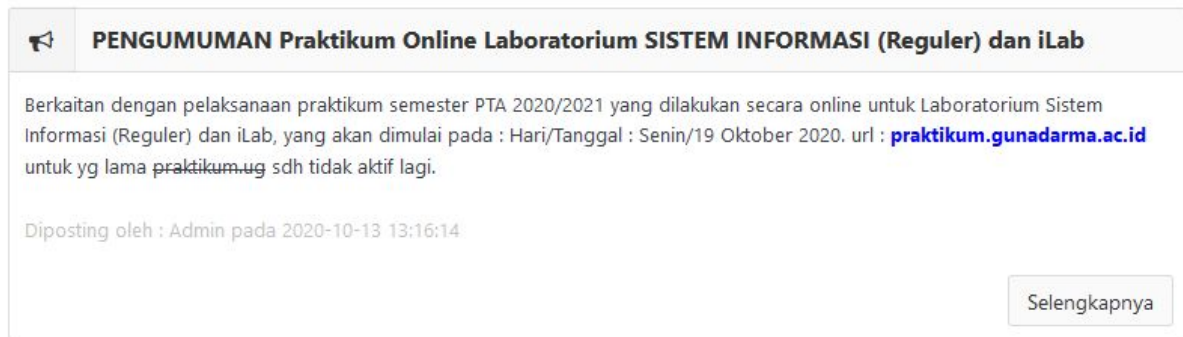 PENGUMUMAN Praktikum Online Laboratorium SISTEM INFORMASI (Reguler) dan iLab
Berkaitan dengan pelaksanaan praktikum semester PTA 2020/2021 yang dilakukan secara online untuk Laboratorium Sistem
Informasi (Reguler) dan iLab, yang akan dimulai pada : Hari/Tanggal : Senin/19 Oktober 2020. url : praktikum.gunadarma.ac.id
untuk yg lama praktikum.ug sdh tidak aktif lagi.
Diposting oleh : Admin pada 2020-10-13 13:16:14
Selengkapnya